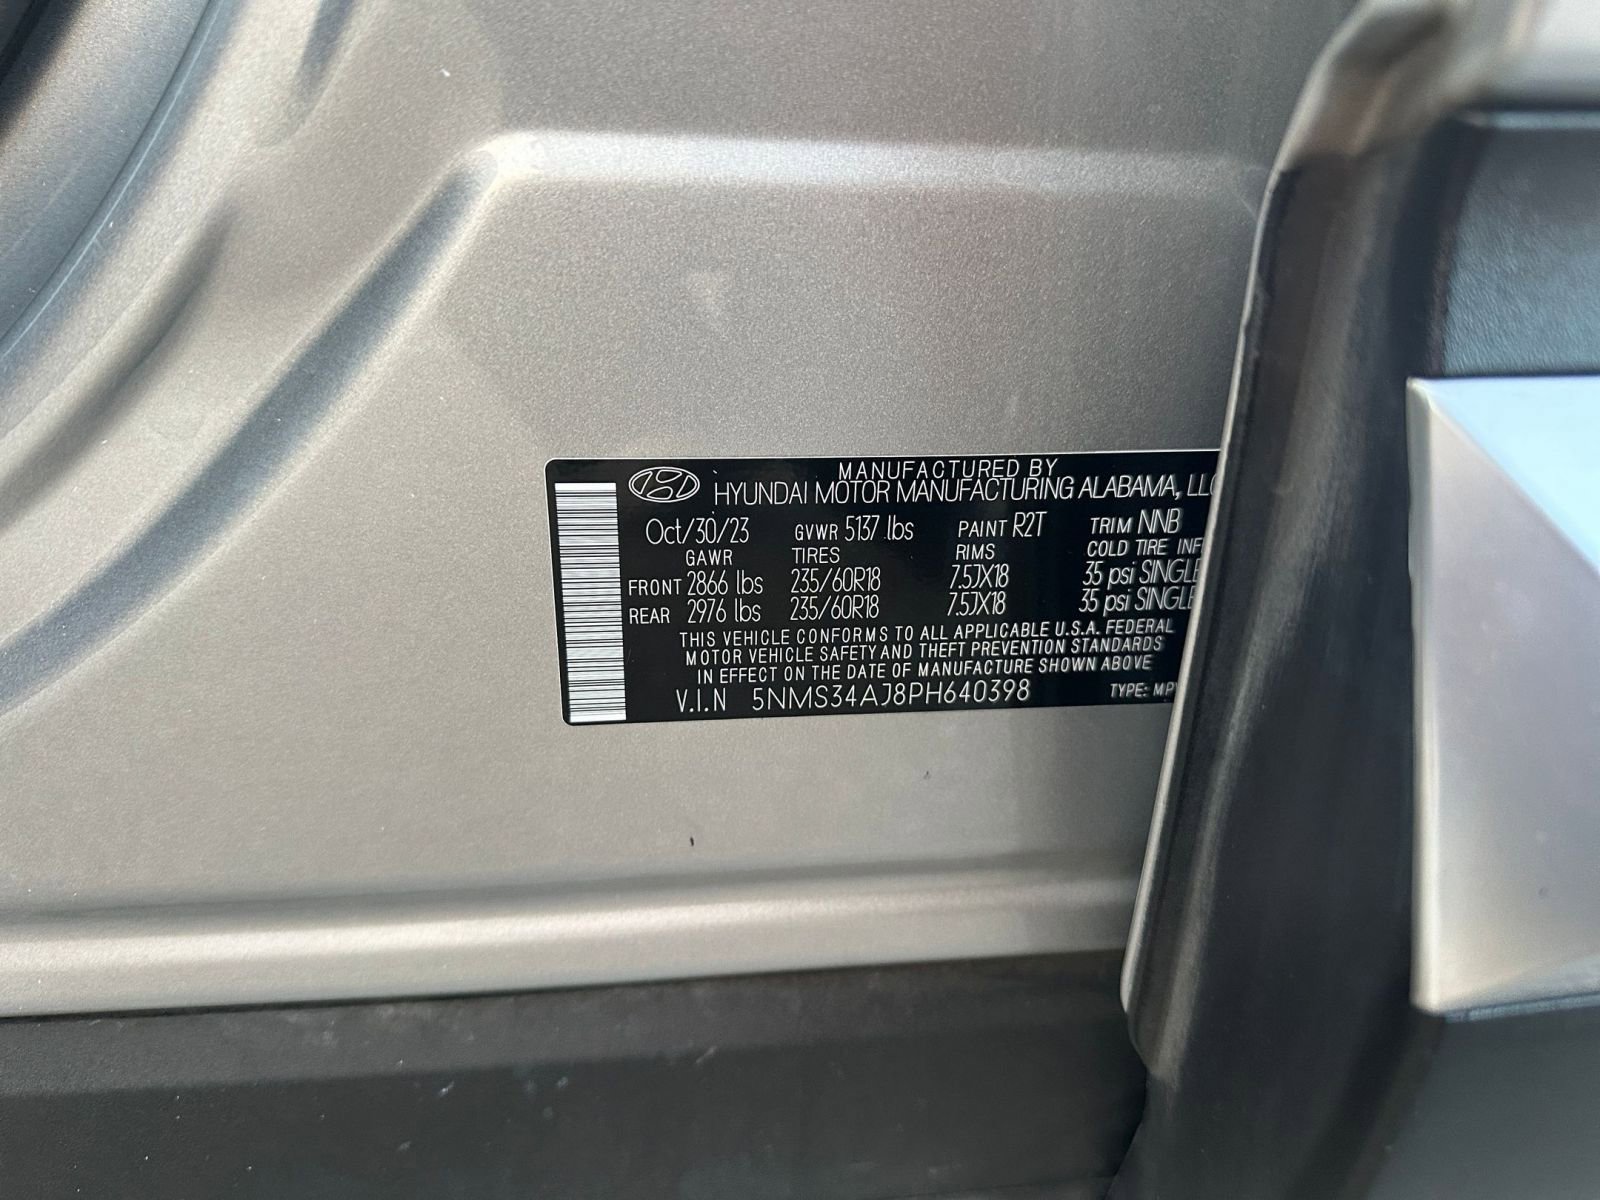 MANUFACTURED BY
HYUNDAI MOTOR MANUFACTURING ALABAMA, LLC
Oct/30/23 GVWR 5137 lbs PAINT R2T TRIM NNB
GAWR TIRES RIMS COLD TIRE INF
FRONT 2866 lbs 235/60R18 7.5JX18 35 psi SINGLE
REAR 2976 lbs 235/60R18 7.5JX18 35 psi SINGLE
THIS VEHICLE CONFORMS TO ALL APPLICABLE U.S.A. FEDERAL
MOTOR VEHICLE SAFETY AND THEFT PREVENTION STANDARDS
IN EFFECT ON THE DATE OF MANUFACTURE SHOWN ABOVE
V.I.N 5NMS34AJ8PH640398 TYPE: MP